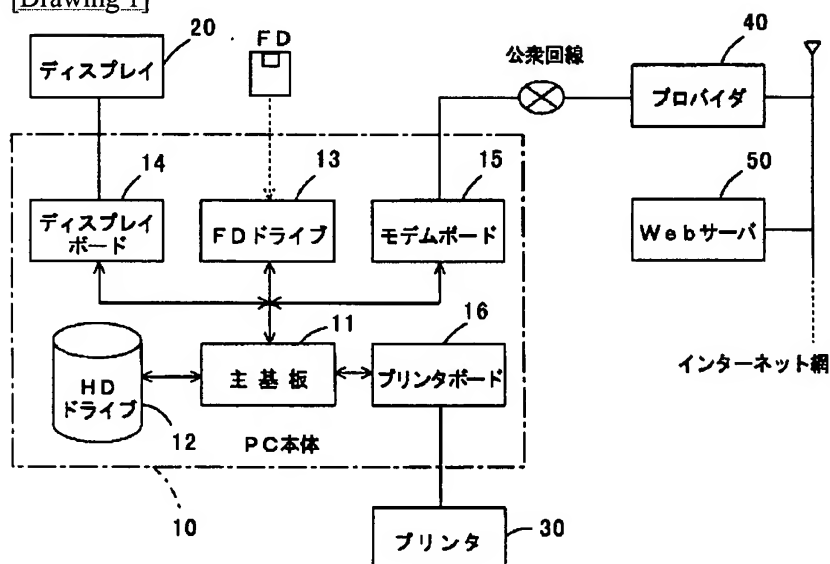 [Drawing 1]
20
FD
40
ディスプレイ
公衆回線
プロバイダ
14
13
15
50
ディスプレイ
ボード
FDドライブ
モデムボード
Webサーバ
11
16
HD
ドライブ
主基板
プリンタボード
インターネット網
12
PC本体
10
プリンタ
30